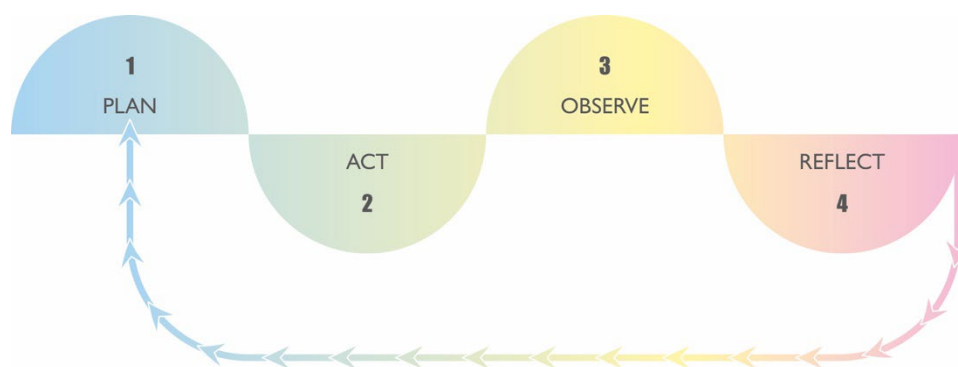 1
PLAN
ACT
2
3
OBSERVE
REFLECT
4